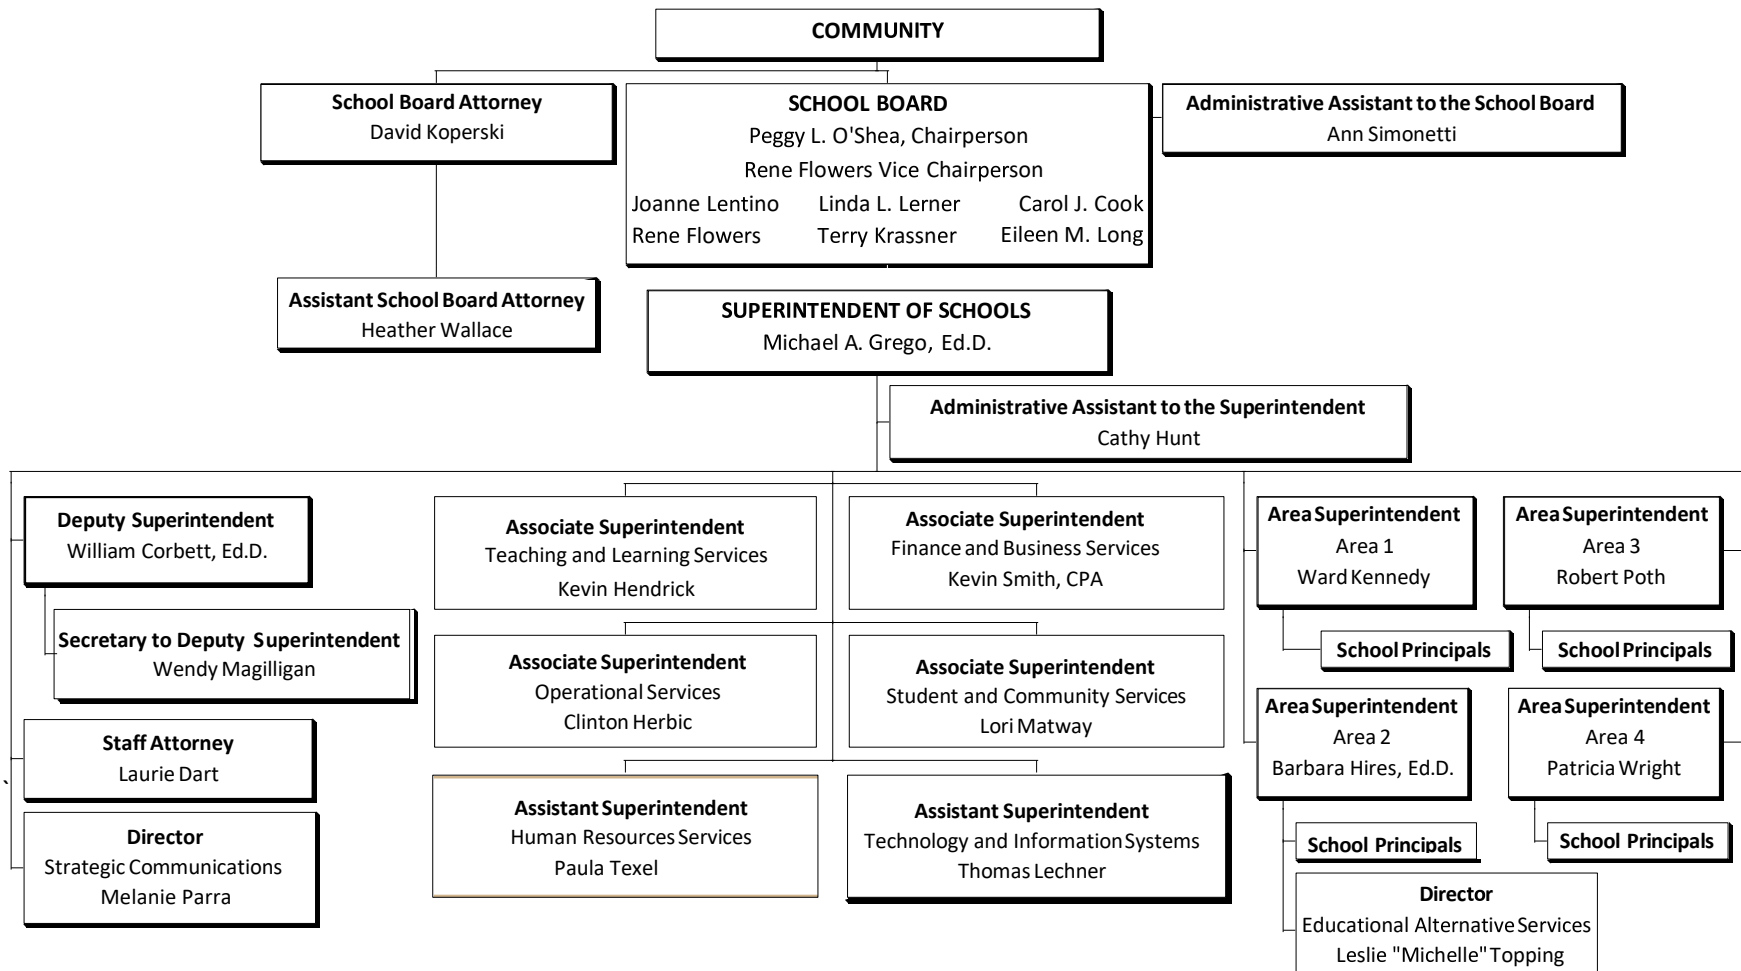 COMMUNITY
School Board Attorney
David Koperski
SCHOOL BOARD
Peggy L. O'Shea, Chairperson
Rene Flowers Vice Chairperson
Joanne Lentino Linda L. Lerner Carol J. Cook
Rene Flowers Terry Krassner Eileen M. Long
Administrative Assistant to the School Board
Ann Simonetti
Assistant School Board Attorney
Heather Wallace
SUPERINTENDENT OF SCHOOLS
Michael A. Grego, Ed.D.
Administrative Assistant to the Superintendent
Cathy Hunt
Deputy Superintendent
William Corbett, Ed.D.
Secretary to Deputy Superintendent
Wendy Magilligan
Staff Attorney
Laurie Dart
`
Director
Strategic Communications
Melanie Parra
Associate Superintendent
Teaching and Learning Services
Kevin Hendrick
Associate Superintendent
Finance and Business Services
Kevin Smith, CPA
Associate Superintendent
Operational Services
Clinton Herbic
Associate Superintendent
Student and Community Services
Lori Matway
Assistant Superintendent
Human Resources Services
Paula Texel
Assistant Superintendent
Technology and Information Systems
Thomas Lechner
Area Superintendent
Area 1
Ward Kennedy
School Principals
Area Superintendent
Area 3
Robert Poth
School Principals
Area Superintendent
Area 2
Barbara Hires, Ed.D.
School Principals
Director
Educational Alternative Services
Leslie "Michelle" Topping
Area Superintendent
Area 4
Patricia Wright
School Principals